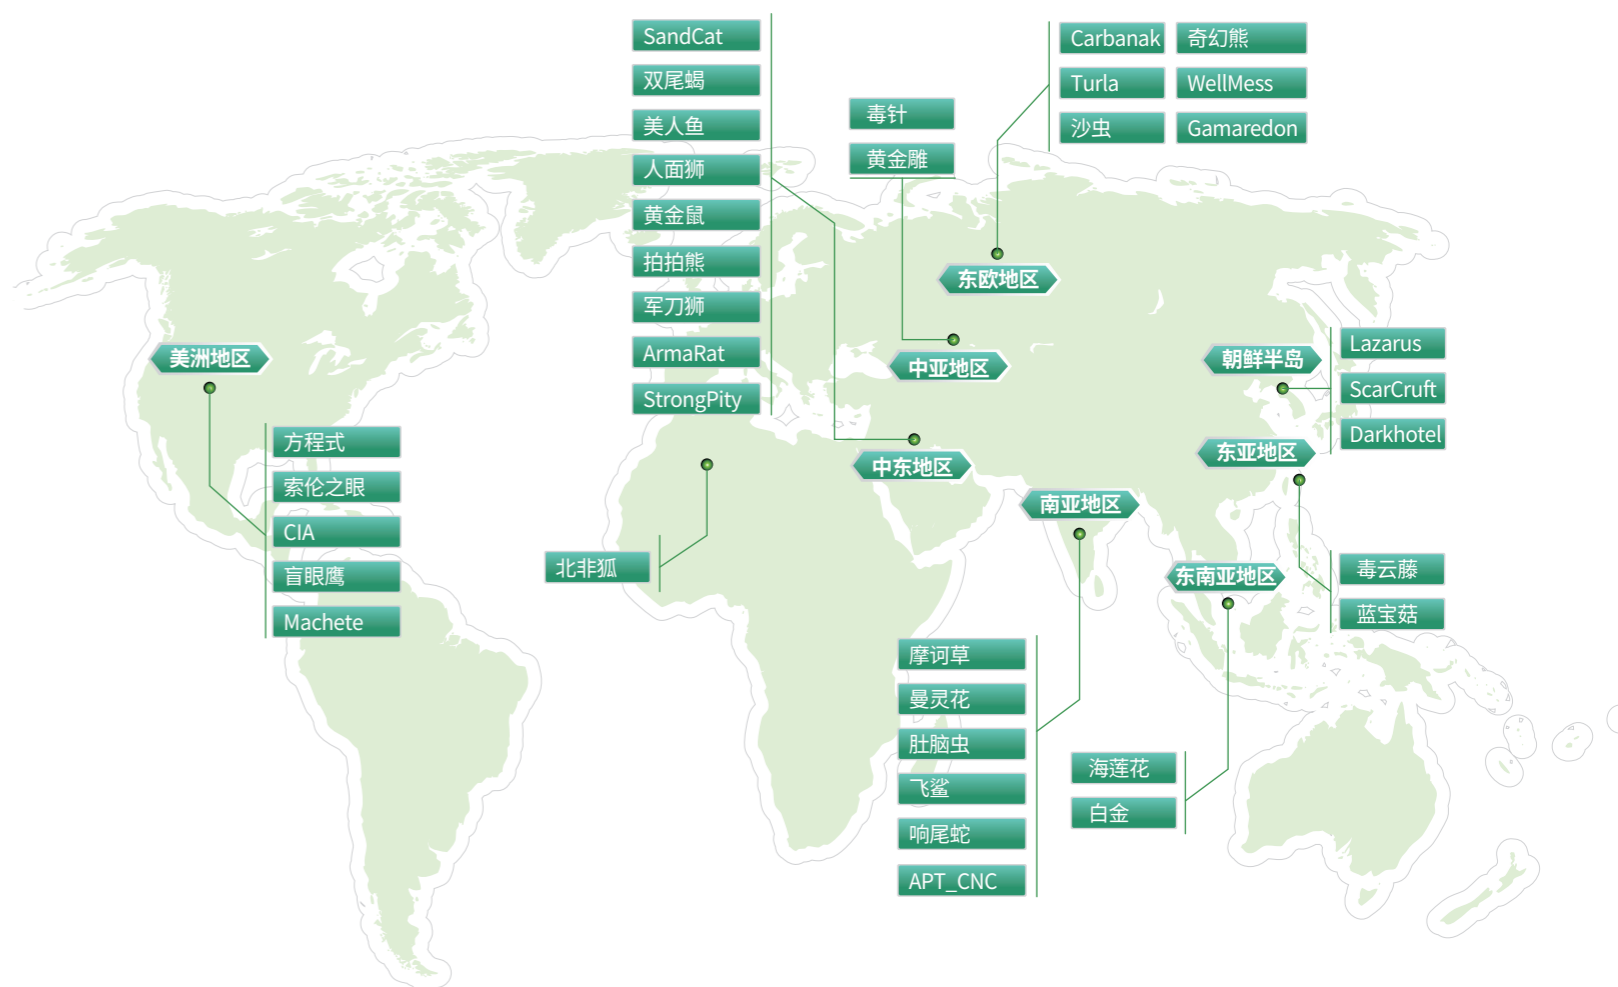 SandCat
双尾蝎
美人鱼
人面狮
黄金鼠
拍拍熊
军刀狮
ArmaRat
StrongPity
毒针
黄金雕
Carbanak
奇幻熊
Turla
WellMess
沙虫
Gamaredon
东欧地区
中亚地区
中东地区
美洲地区
方程式
索伦之眼
CIA
盲眼鹰
Machete
北非狐
朝鲜半岛
Lazarus
ScarCruft
Darkhotel
东亚地区
毒云藤
蓝宝菇
南亚地区
摩诃草
曼灵花
肚脑虫
飞鲨
响尾蛇
APT_CNC
东南亚地区
海莲花
白金